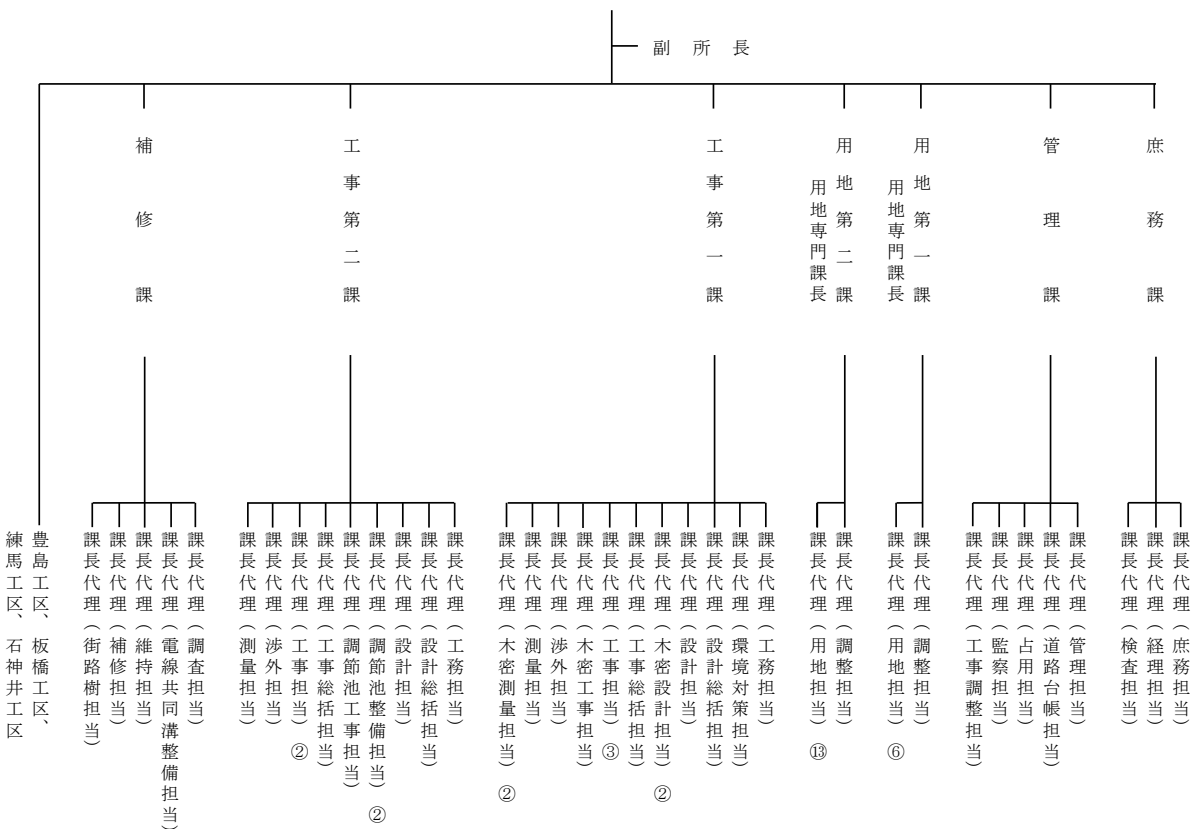 副所長
庶務課
管理課
用地第一課
用地専門課長
用地第二課
用地専門課長
工事第一課
工事第二課
補修課
課長代理（庶務担当）
課長代理（経理担当）
課長代理（検査担当）
課長代理（管理担当）
課長代理（道路台帳担当）
課長代理（占用担当）
課長代理（監察担当）
課長代理（工事調整担当）
課長代理（調整担当）
課長代理（用地担当）⑥
課長代理（調整担当）
課長代理（用地担当）⑬
課長代理（工務担当）
課長代理（環境対策担当）
課長代理（設計総括担当）
課長代理（設計担当）
課長代理（木密設計担当）②
課長代理（工事総括担当）
課長代理（工事担当）③
課長代理（木密工事担当）
課長代理（渉外担当）
課長代理（測量担当）
課長代理（木密測量担当）②
課長代理（工務担当）
課長代理（設計総括担当）
課長代理（設計担当）
課長代理（調節池整備担当）②
課長代理（調節池工事担当）
課長代理（工事総括担当）
課長代理（工事担当）②
課長代理（渉外担当）
課長代理（測量担当）
課長代理（調査担当）
課長代理（電線共同溝整備担当）
課長代理（維持担当）
課長代理（補修担当）
課長代理（街路樹担当）
豊島工区、板橋工区、
練馬工区、石神井工区